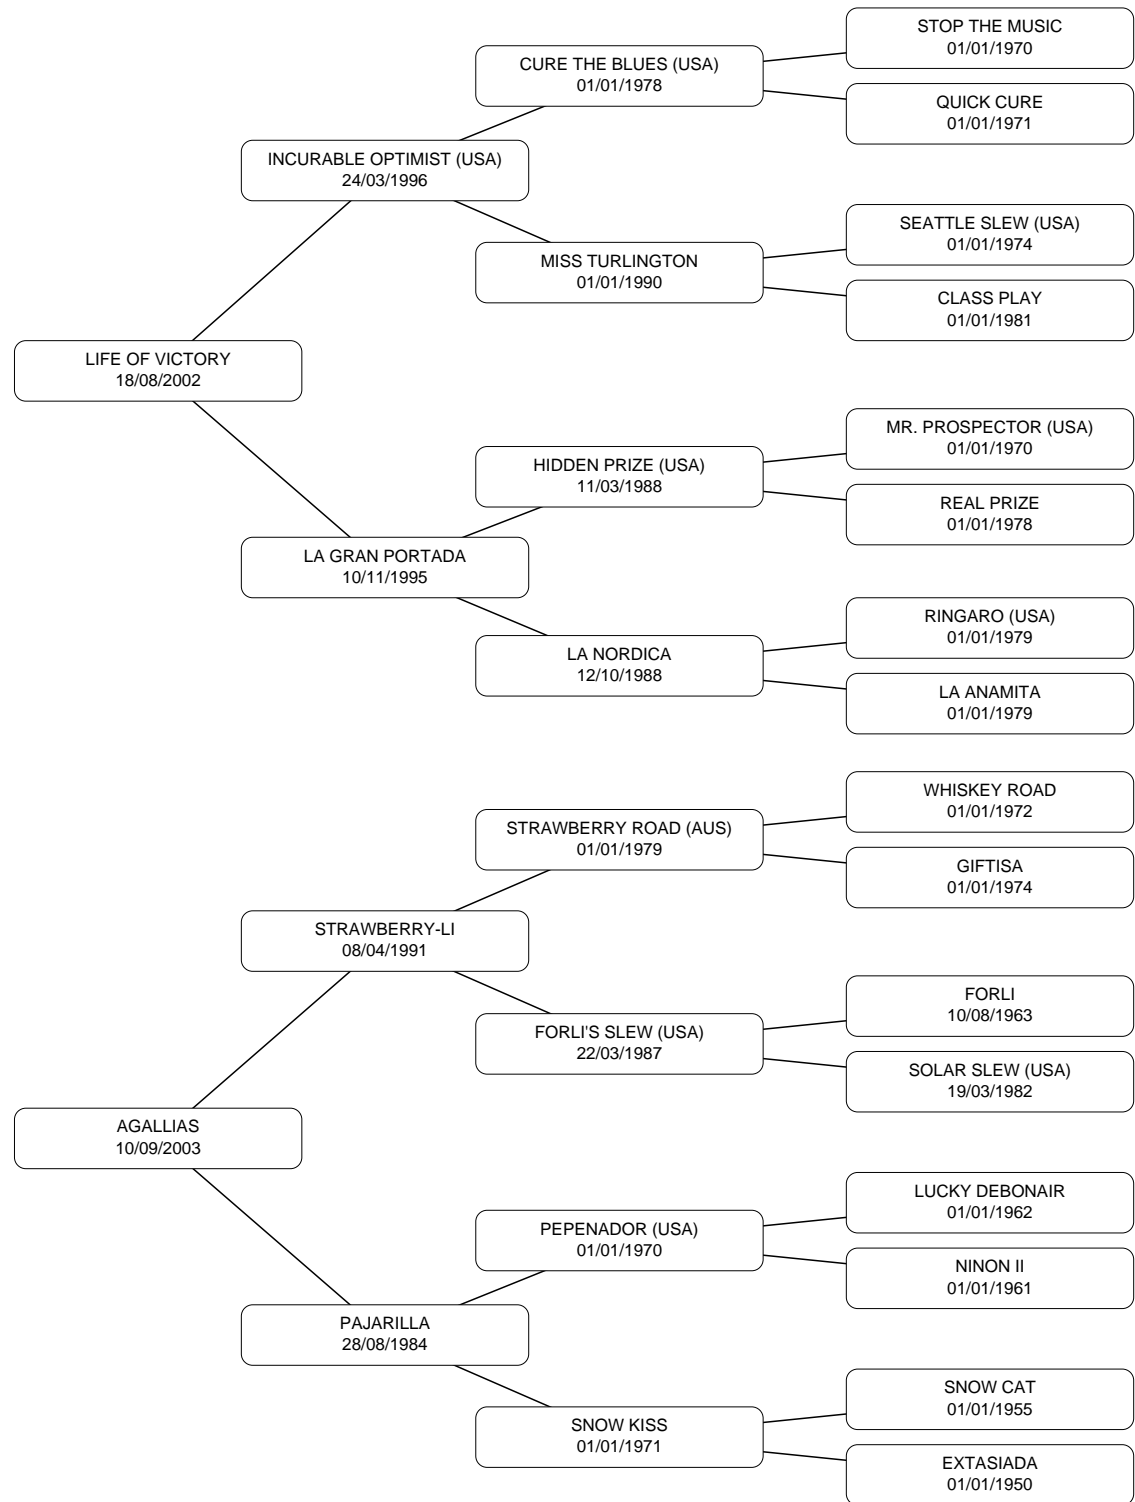 STOP THE MUSIC
01/01/1970
CURE THE BLUES (USA)
01/01/1978
QUICK CURE
01/01/1971
INCURABLE OPTIMIST (USA)
24/03/1996
SEATTLE SLEW (USA)
01/01/1974
MISS TURLINGTON
01/01/1990
CLASS PLAY
01/01/1981
LIFE OF VICTORY
18/08/2002
MR. PROSPECTOR (USA)
01/01/1970
HIDDEN PRIZE (USA)
11/03/1988
REAL PRIZE
01/01/1978
LA GRAN PORTADA
10/11/1995
RINGARO (USA)
01/01/1979
LA NORDICA
12/10/1988
LA ANAMITA
01/01/1979
WHISKEY ROAD
01/01/1972
STRAWBERRY ROAD (AUS)
01/01/1979
GIFTISA
01/01/1974
STRAWBERRY-LI
08/04/1991
FORLI
10/08/1963
FORLI'S SLEW (USA)
22/03/1987
SOLAR SLEW (USA)
19/03/1982
AGALLIAS
10/09/2003
LUCKY DEBONAIR
01/01/1962
PEPENADOR (USA)
01/01/1970
NINON II
01/01/1961
PAJARILLA
28/08/1984
SNOW CAT
01/01/1955
SNOW KISS
01/01/1971
EXTASIADA
01/01/1950